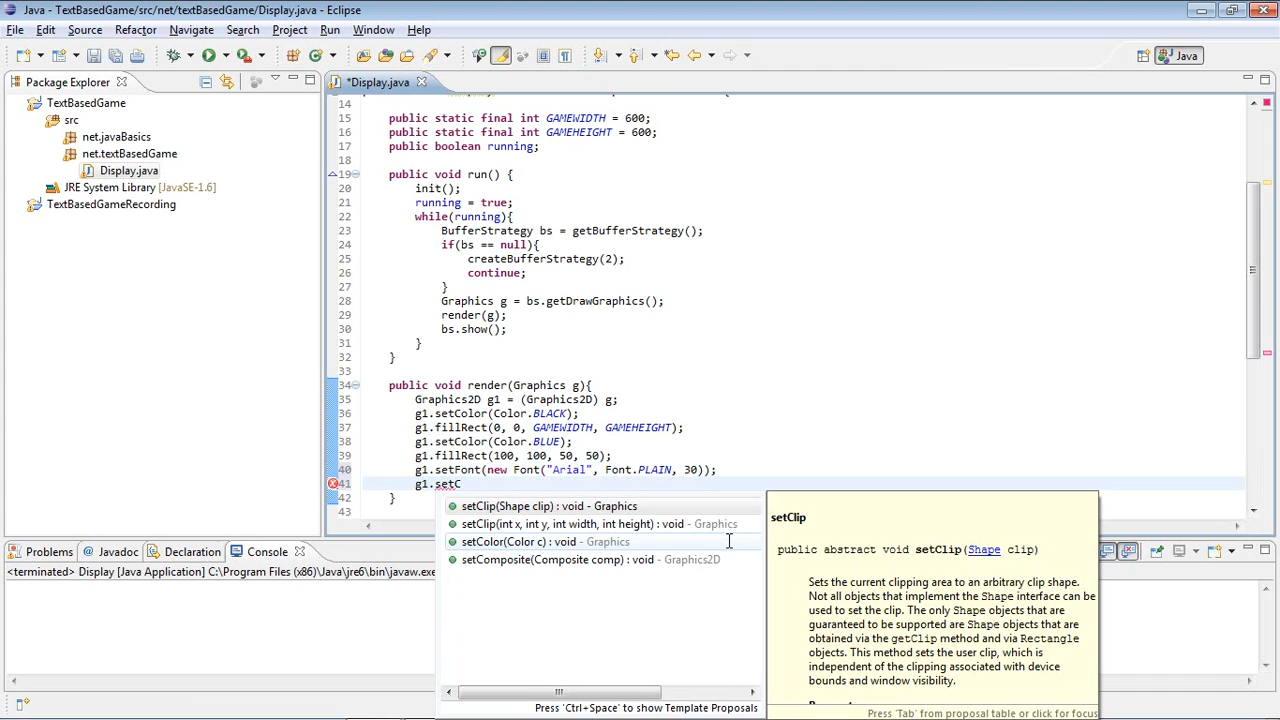 Java - TextBasedGame/src/net/textBasedGame/Display.java - Eclipse
File Edit Source Refactor Navigate Search Project Run Window Help
Java
Package Explorer
TextBasedGame
src
net.javaBasics
net.textBasedGame
Display.java
JRE System Library [JavaSE-1.6]
TextBasedGameRecording
*Display.java
14
15 public static final int GAMEWIDTH = 600;
16 public static final int GAMEHEIGHT = 600;
17 public boolean running;
18
19 public void run() {
20 init();
21 running = true;
22 while(running){
23 BufferStrategy bs = getBufferStrategy();
24 if(bs == null){
25 createBufferStrategy(2);
26 continue;
27 }
28 Graphics g = bs.getDrawGraphics();
29 render(g);
30 bs.show();
31 }
32 }
33
34 public void render(Graphics g){
35 Graphics2D g1 = (Graphics2D) g;
36 g1.setColor(Color.BLACK);
37 g1.fillRect(0, 0, GAMEWIDTH, GAMEHEIGHT);
38 g1.setColor(Color.BLUE);
39 g1.fillRect(100, 100, 50, 50);
40 g1.setFont(new Font("Arial", Font.PLAIN, 30));
41 g1.setC
42 }
43
setClip(Shape clip) : void - Graphics
setClip(int x, int y, int width, int height) : void - Graphics
setColor(Color c) : void - Graphics
setComposite(Composite comp) : void - Graphics2D
Press 'Ctrl+Space' to show Template Proposals
setClip
public abstract void setClip(Shape clip)
Sets the current clipping area to an arbitrary clip shape.
Not all objects that implement the Shape interface can be
used to set the clip. The only Shape objects that are
guaranteed to be supported are Shape objects that are
obtained via the getClip method and via Rectangle
objects. This method sets the user clip, which is
independent of the clipping associated with device
bounds and window visibility.
Press 'Tab' from proposal table or click for focus
Problems Javadoc Declaration Console
<terminated> Display [Java Application] C:\Program Files (x86)\Java\jre6\bin\javaw.exe